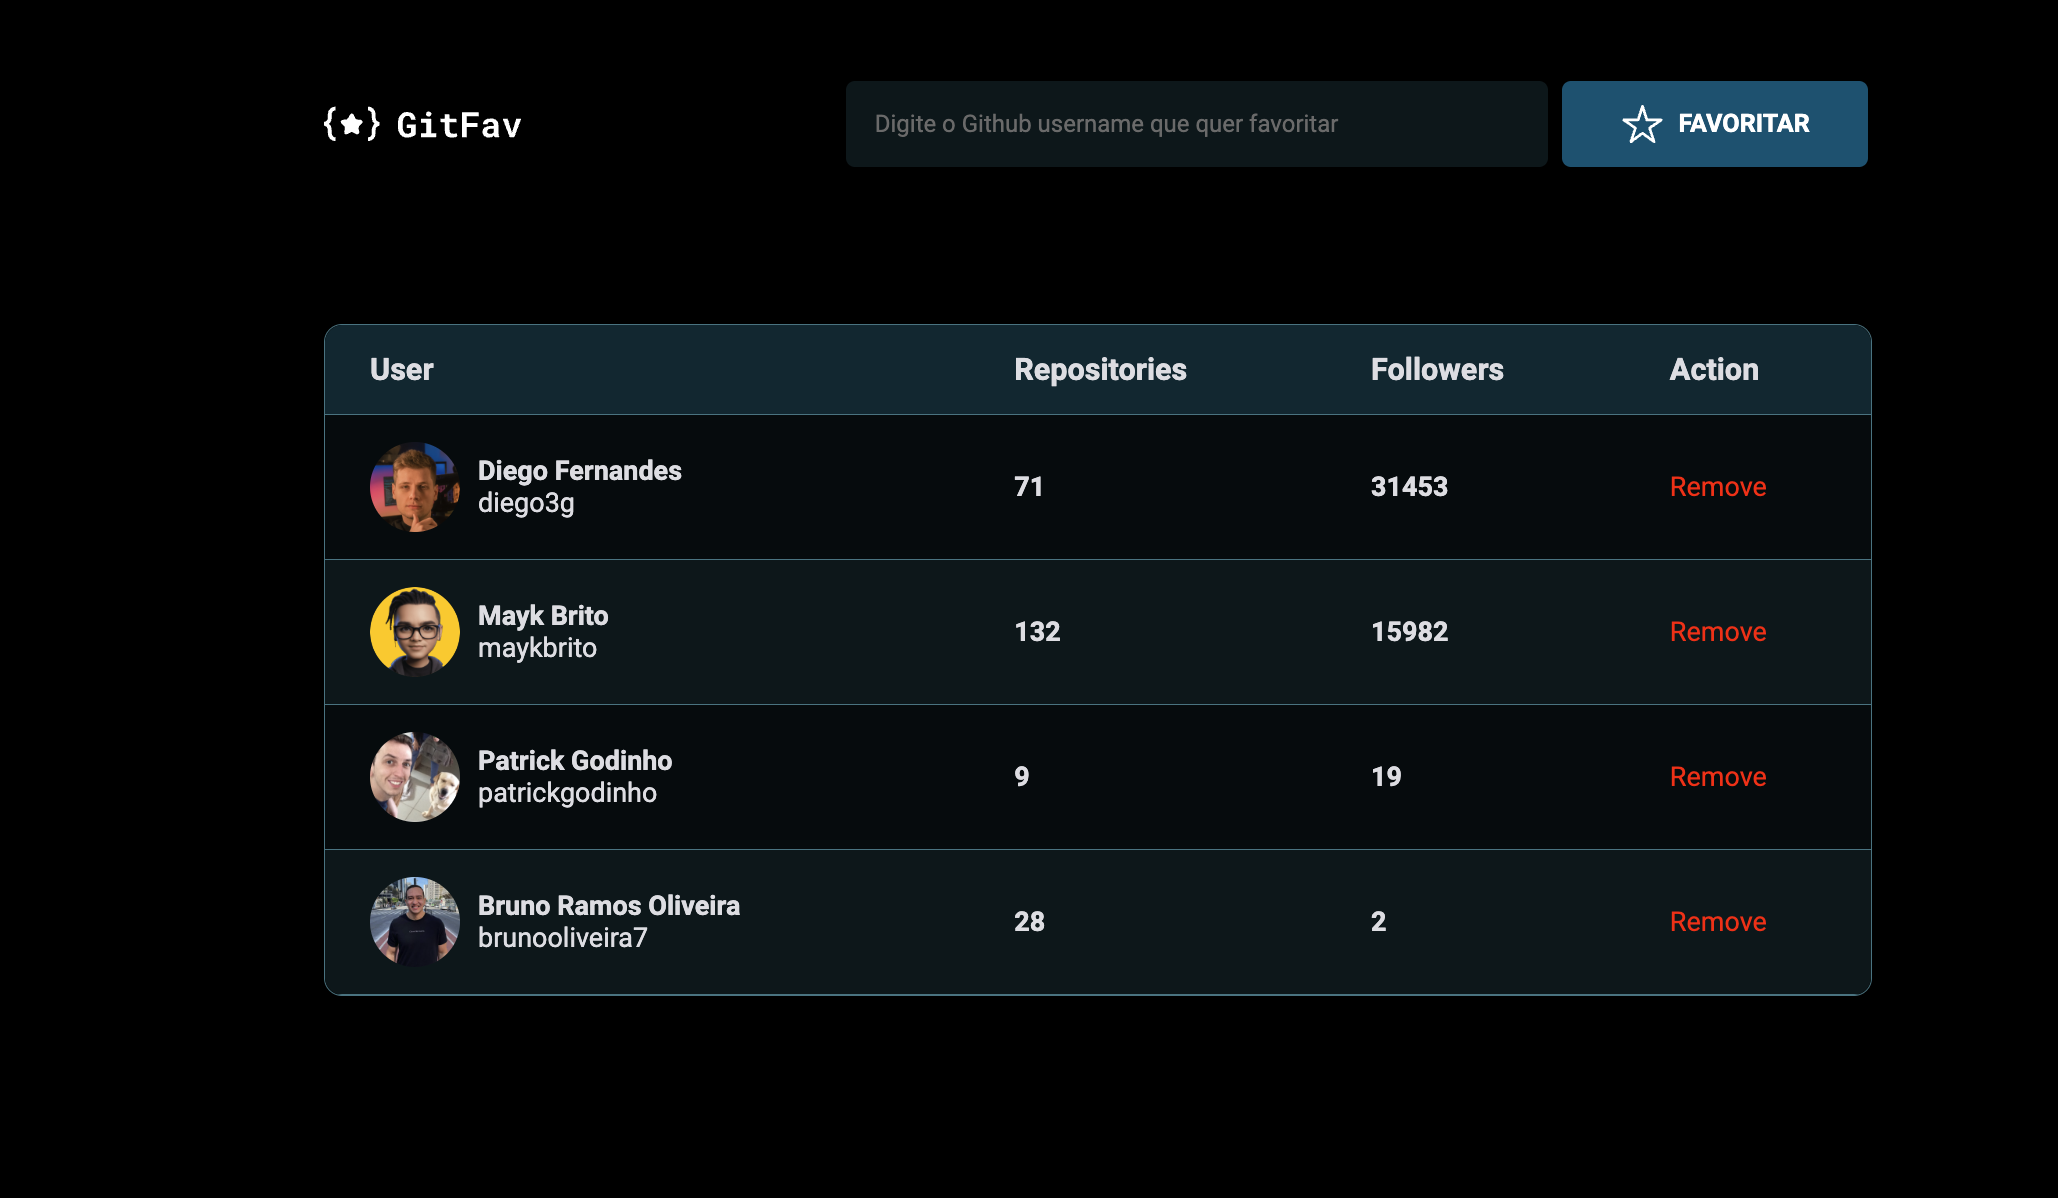 GitFav
Digite o Github username que quer favoritar
FAVORITAR
User Repositories Followers Action
Diego Fernandes
diego3g
71 31453 Remove
Mayk Brito
maykbrito
132 15982 Remove
Patrick Godinho
patrickgodinho
9 19 Remove
Bruno Ramos Oliveira
brunooliveira7
28 2 Remove